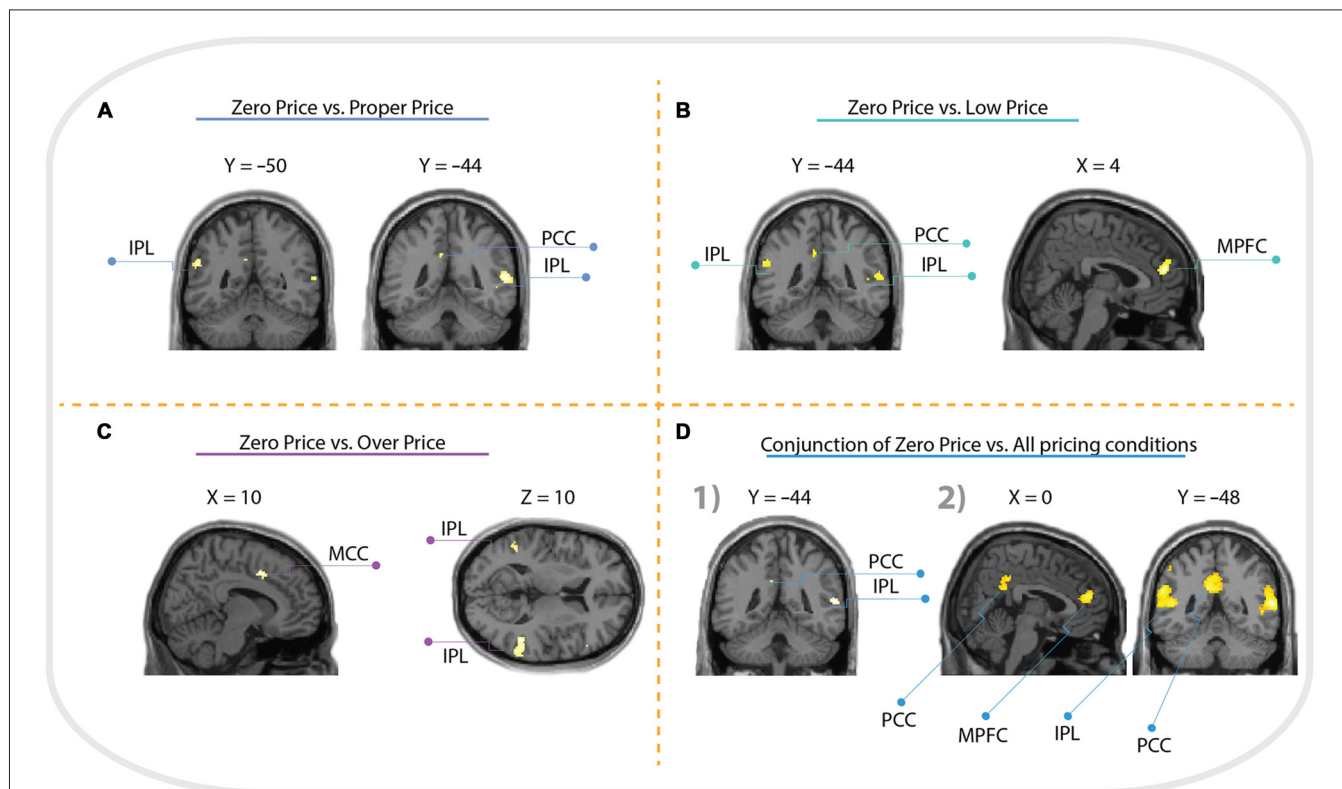 A
Zero Price vs. Proper Price
Y = –50
Y = –44
IPL
PCC
IPL
B
Zero Price vs. Low Price
Y = –44
X = 4
IPL
PCC
IPL
MPFC
C
Zero Price vs. Over Price
X = 10
Z = 10
MCC
IPL
IPL
D
Conjunction of Zero Price vs. All pricing conditions
1)
Y = –44
2)
X = 0
Y = –48
PCC
IPL
PCC
MPFC
IPL
PCC